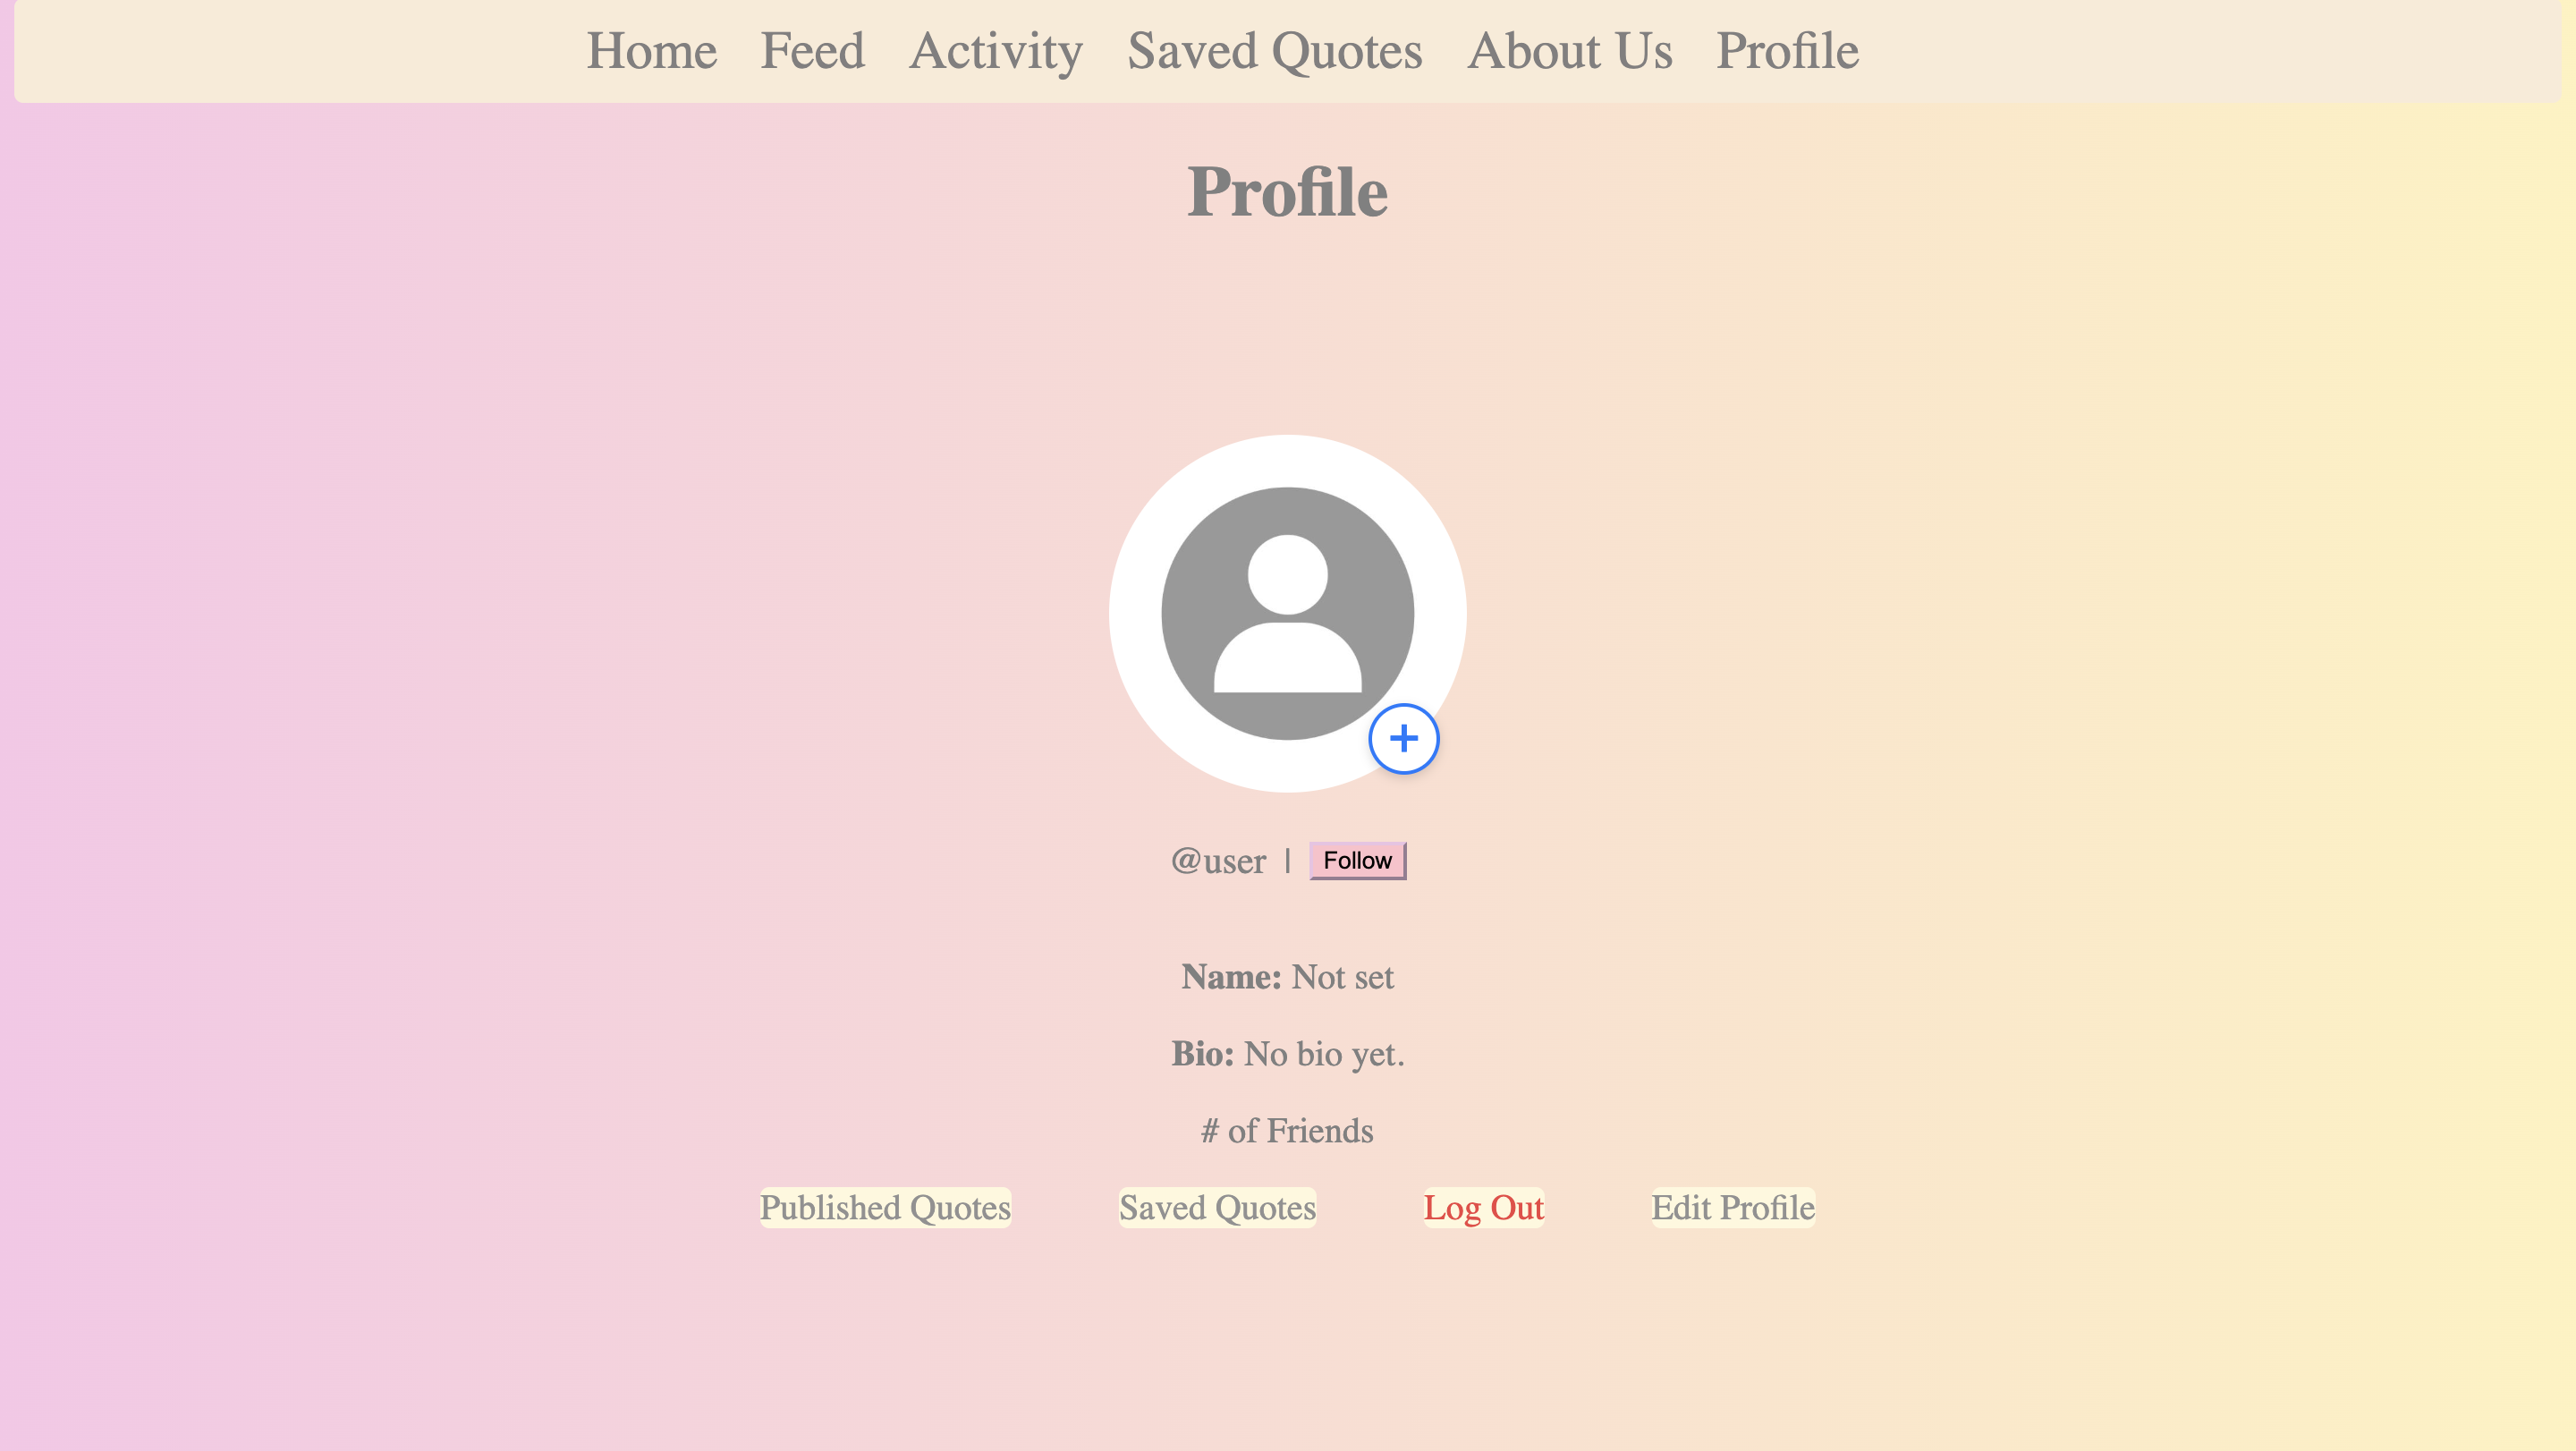 Home Feed Activity Saved Quotes About Us Profile
Profile
@user | Follow
Name: Not set
Bio: No bio yet.
# of Friends
Published Quotes Saved Quotes Log Out Edit Profile